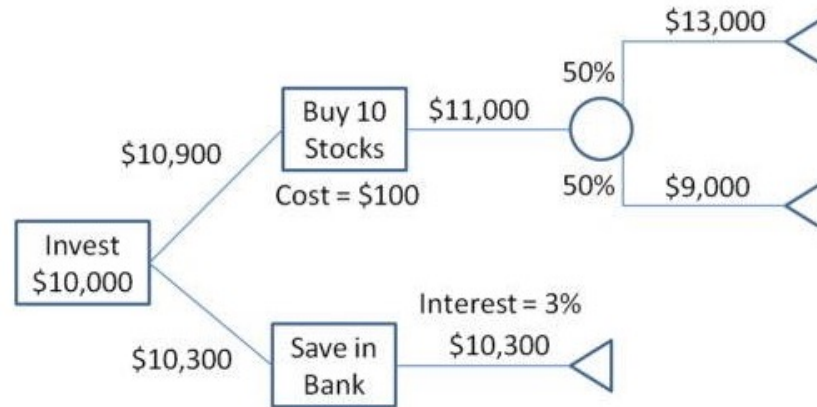 $13,000
50%
Buy 10
Stocks
$11,000
$10,900
Cost = $100
50%
$9,000
Invest
$10,000
Interest = 3%
$10,300
Save in
Bank
$10,300